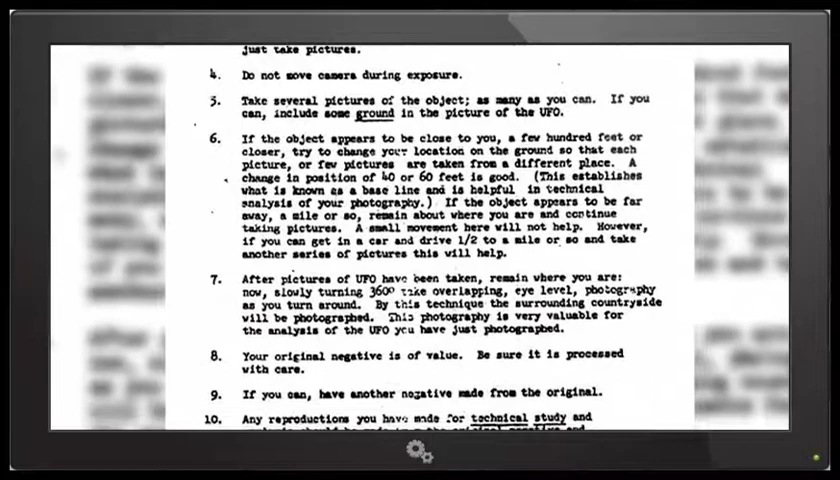 just take pictures.
4. Do not move camera during exposure.
5. Take several pictures of the object; as many as you can. If you
can, include some ground in the picture of the UFO.
6. If the object appears to be close to you, a few hundred feet or
closer, try to change your location on the ground so that each
picture, or few pictures are taken from a different place. A
change in position of 40 or 60 feet is good. (This establishes
what is known as a base line and is helpful in technical
analysis of your photography.) If the object appears to be far
away, a mile or so, remain about where you are and continue
taking pictures. A small movement here will not help. However,
if you can get in a car and drive 1/2 to a mile or so and take
another series of pictures this will help.
7. After pictures of UFO have been taken, remain where you are:
now, slowly turning 360° take overlapping, eye level, photography
as you turn around. By this technique the surrounding countryside
will be photographed. This photography is very valuable for
the analysis of the UFO you have just photographed.
8. Your original negative is of value. Be sure it is processed
with care.
9. If you can, have another negative made from the original.
10. Any reproductions you have made for technical study and